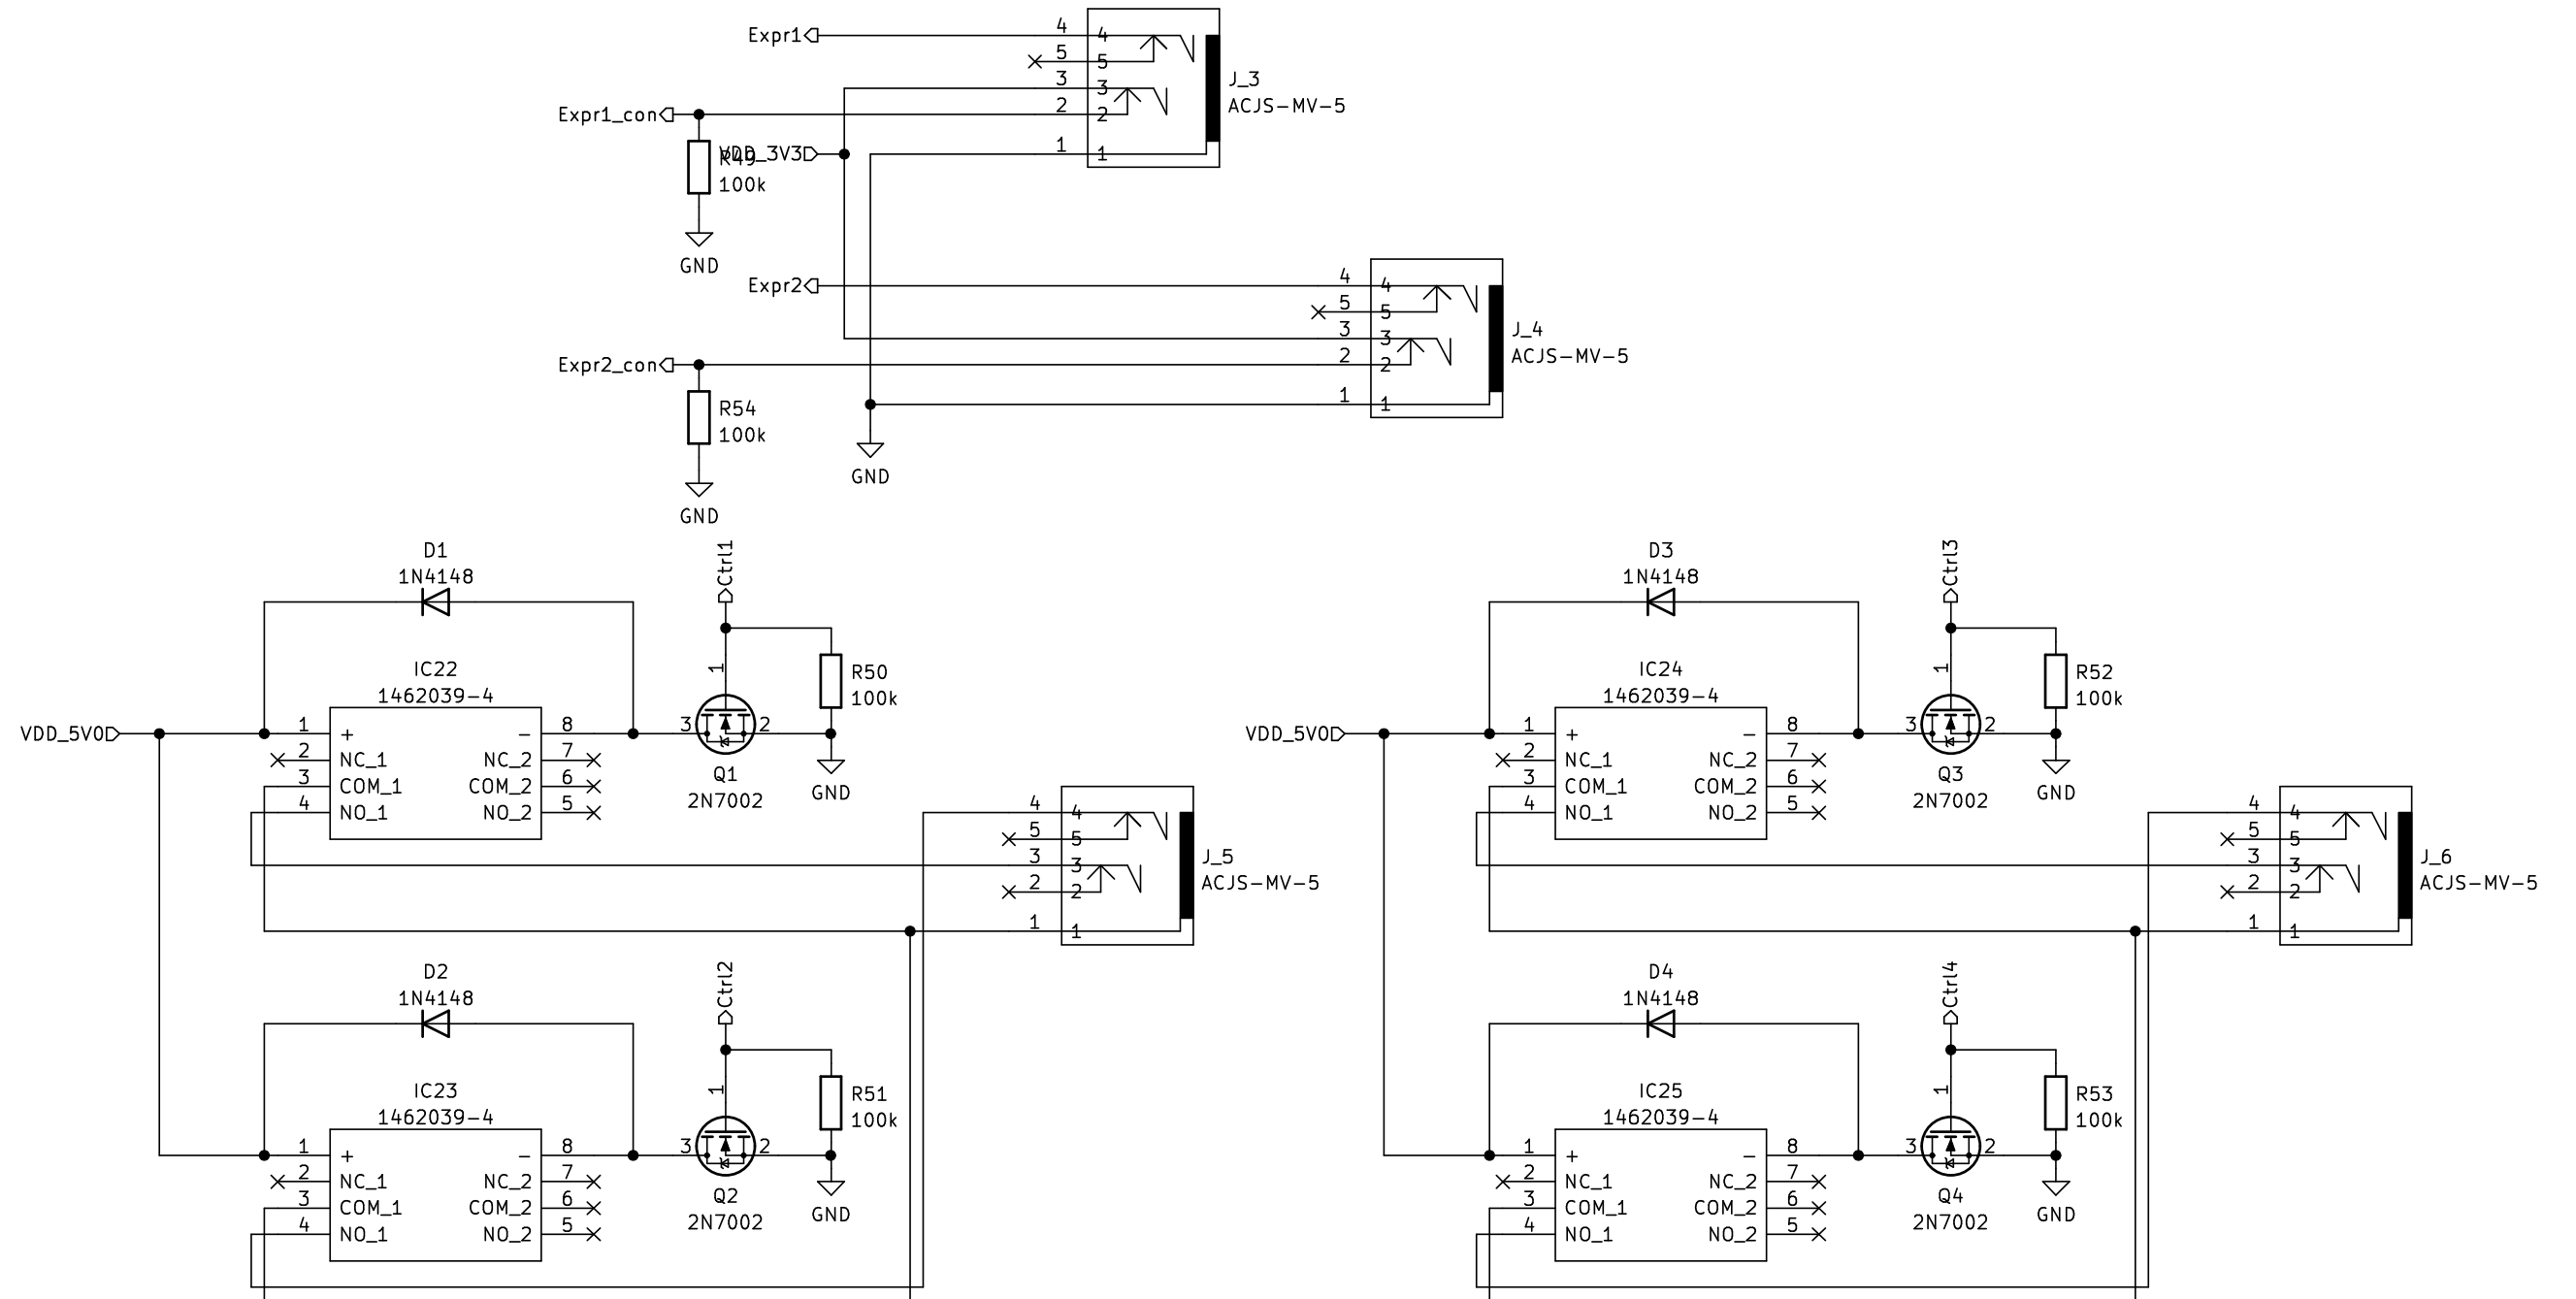 Expr1
4
4
5
5
3
3
2
2
1
1
J_3
ACJS-MV-5
Expr1_con
R49
100k
VDD_3V3
GND
Expr2
4
4
5
5
3
3
2
2
1
1
J_4
ACJS-MV-5
Expr2_con
R54
100k
GND
GND
D1
1N4148
Ctrl1
IC22
1462039-4
VDD_5V0
1
2
3
4
+
NC_1
COM_1
NO_1
-
NC_2
COM_2
NO_2
8
7
6
5
1
3
2
Q1
2N7002
R50
100k
GND
4
4
5
5
3
3
2
2
1
1
J_5
ACJS-MV-5
D3
1N4148
Ctrl3
IC24
1462039-4
VDD_5V0
1
2
3
4
+
NC_1
COM_1
NO_1
-
NC_2
COM_2
NO_2
8
7
6
5
1
3
2
Q3
2N7002
R52
100k
GND
4
4
5
5
3
3
2
2
1
1
J_6
ACJS-MV-5
D2
1N4148
Ctrl2
IC23
1462039-4
1
2
3
4
+
NC_1
COM_1
NO_1
-
NC_2
COM_2
NO_2
8
7
6
5
1
3
2
Q2
2N7002
R51
100k
GND
D4
1N4148
Ctrl4
IC25
1462039-4
1
2
3
4
+
NC_1
COM_1
NO_1
-
NC_2
COM_2
NO_2
8
7
6
5
1
3
2
Q4
2N7002
R53
100k
GND